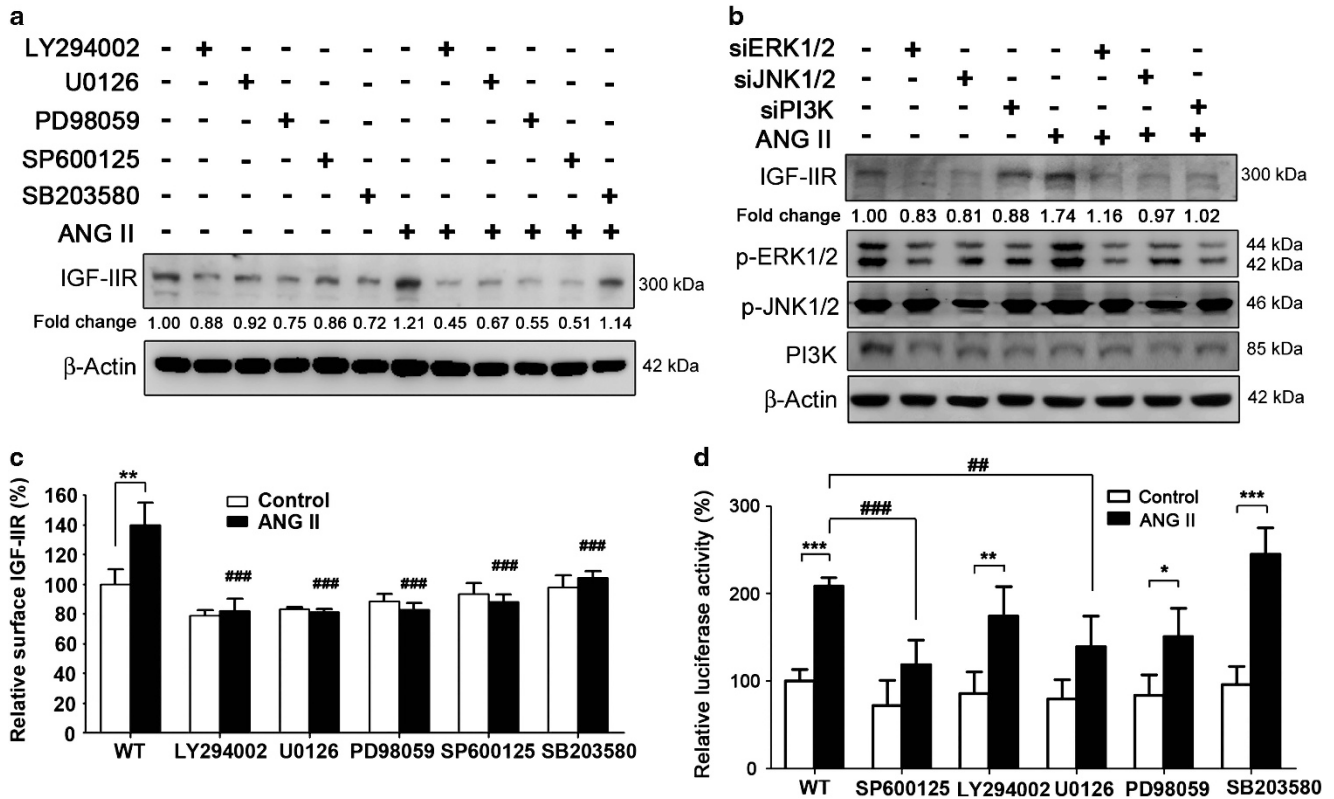 a
LY294002 - + - - - - - + - - - -
U0126 - - + - - - - - + - - -
PD98059 - - - + - - - - - + - -
SP600125 - - - - + - - - - - + -
SB203580 - - - - - + - - - - - +
ANG II - - - - - - + + + + + +
IGF-IIR 300 kDa
Fold change 1.00 0.88 0.92 0.75 0.86 0.72 1.21 0.45 0.67 0.55 0.51 1.14
β-Actin 42 kDa
b
siERK1/2 - + - - - + - -
siJNK1/2 - - + - - - + -
siPI3K - - - + - - - +
ANG II - - - - + + + +
IGF-IIR 300 kDa
Fold change 1.00 0.83 0.81 0.88 1.74 1.16 0.97 1.02
p-ERK1/2 44 kDa
42 kDa
p-JNK1/2 46 kDa
PI3K 85 kDa
β-Actin 42 kDa
c
Relative surface IGF-IIR (%)
160
140
120
100
80
60
40
20
0
Control
ANG II
**
###
###
###
###
###
WT LY294002 U0126 PD98059 SP600125 SB203580
d
Relative luciferase activity (%)
300
200
100
0
Control
ANG II
##
###
***
**
*
***
WT SP600125 LY294002 U0126 PD98059 SB203580